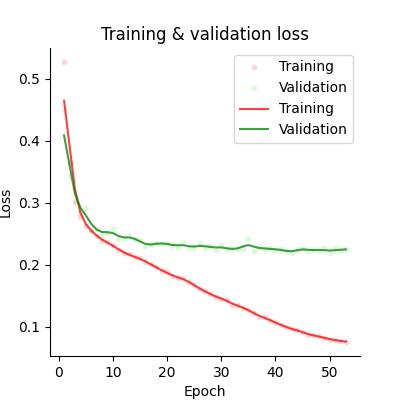 Training & validation loss
Training
Validation
Training
Validation
Loss
0.5
0.4
0.3
0.2
0.1
0 10 20 30 40 50
Epoch